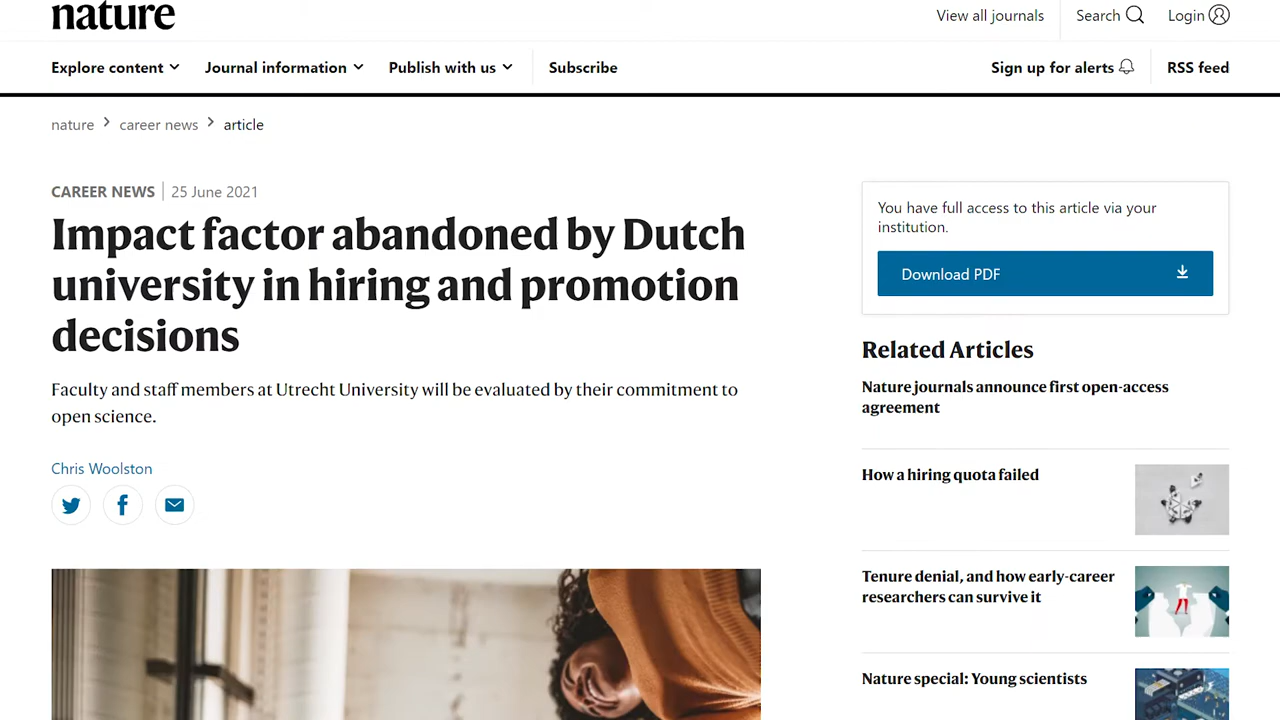 nature
View all journals
Search
Login
Explore content
Journal information
Publish with us
Subscribe
Sign up for alerts
RSS feed
nature
career news
article
CAREER NEWS
25 June 2021
Impact factor abandoned by Dutch
university in hiring and promotion
decisions
Faculty and staff members at Utrecht University will be evaluated by their commitment to
open science.
Chris Woolston
You have full access to this article via your
institution.
Download PDF
Related Articles
Nature journals announce first open-access
agreement
How a hiring quota failed
Tenure denial, and how early-career
researchers can survive it
Nature special: Young scientists